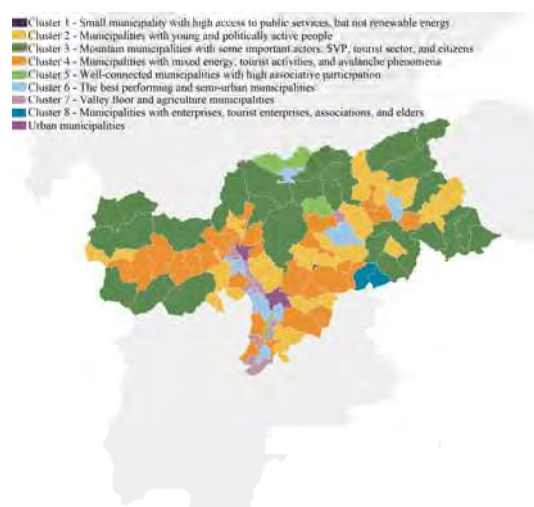 Cluster 1 - Small municipality with high access to public services, but not renewable energy
Cluster 2 - Municipalities with young and politically active people
Cluster 3 - Mountain municipalities with some important actors: SVP, tourist sector, and citizens
Cluster 4 - Municipalities with mixed energy, tourist activities, and avalanche phenomena
Cluster 5 - Well-connected municipalities with high associative participation
Cluster 6 - The best performing and semi-urban municipalities
Cluster 7 - Valley floor and agriculture municipalities
Cluster 8 - Municipalities with enterprises, tourist enterprises, associations, and elders
Urban municipalities